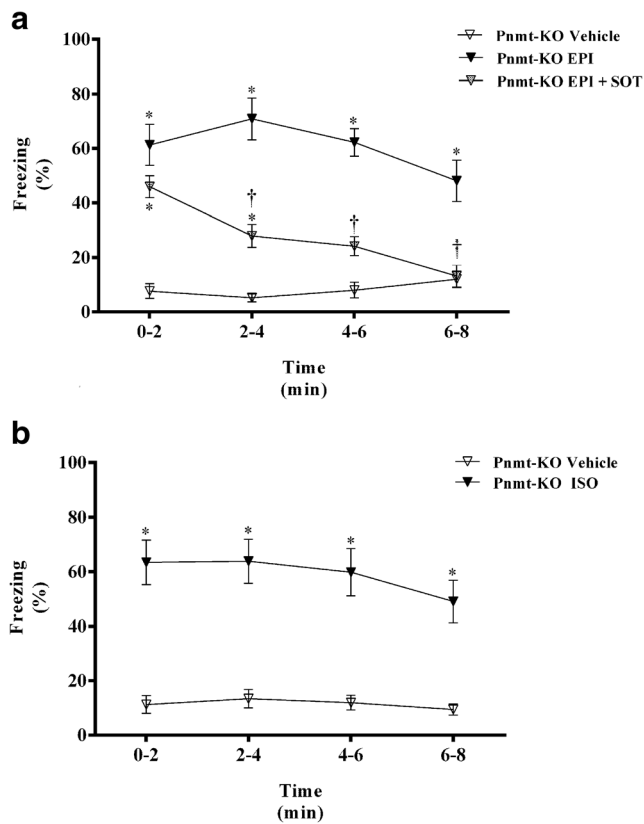 a
Pnmt-KO Vehicle
Pnmt-KO EPI
Pnmt-KO EPI + SOT
100
80
60
40
20
0
Freezing
(%)
*
*
*
*
*
†
*
†
†
0-2
2-4
4-6
6-8
Time
(min)
b
Pnmt-KO Vehicle
Pnmt-KO ISO
100
80
60
40
20
0
Freezing
(%)
*
*
*
*
0-2
2-4
4-6
6-8
Time
(min)